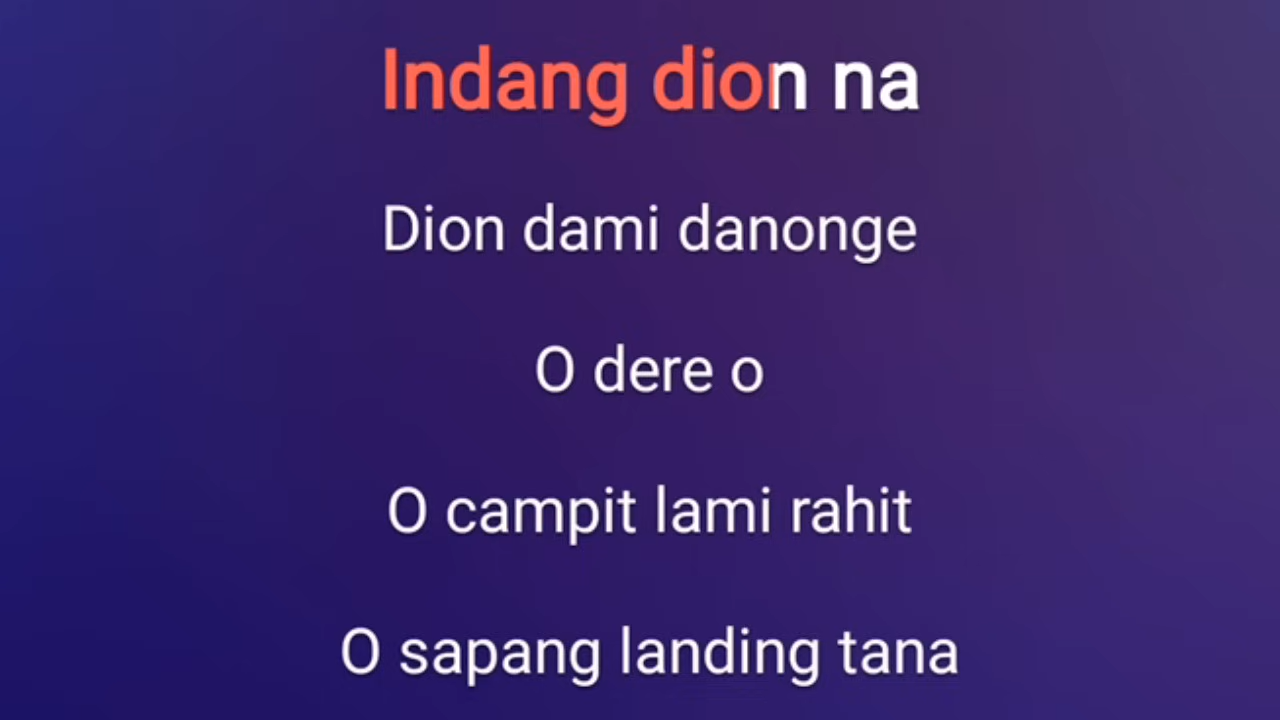 Indang dion na
Dion dami danonge
O dere o
O campit lami rahit
O sapang landing tana